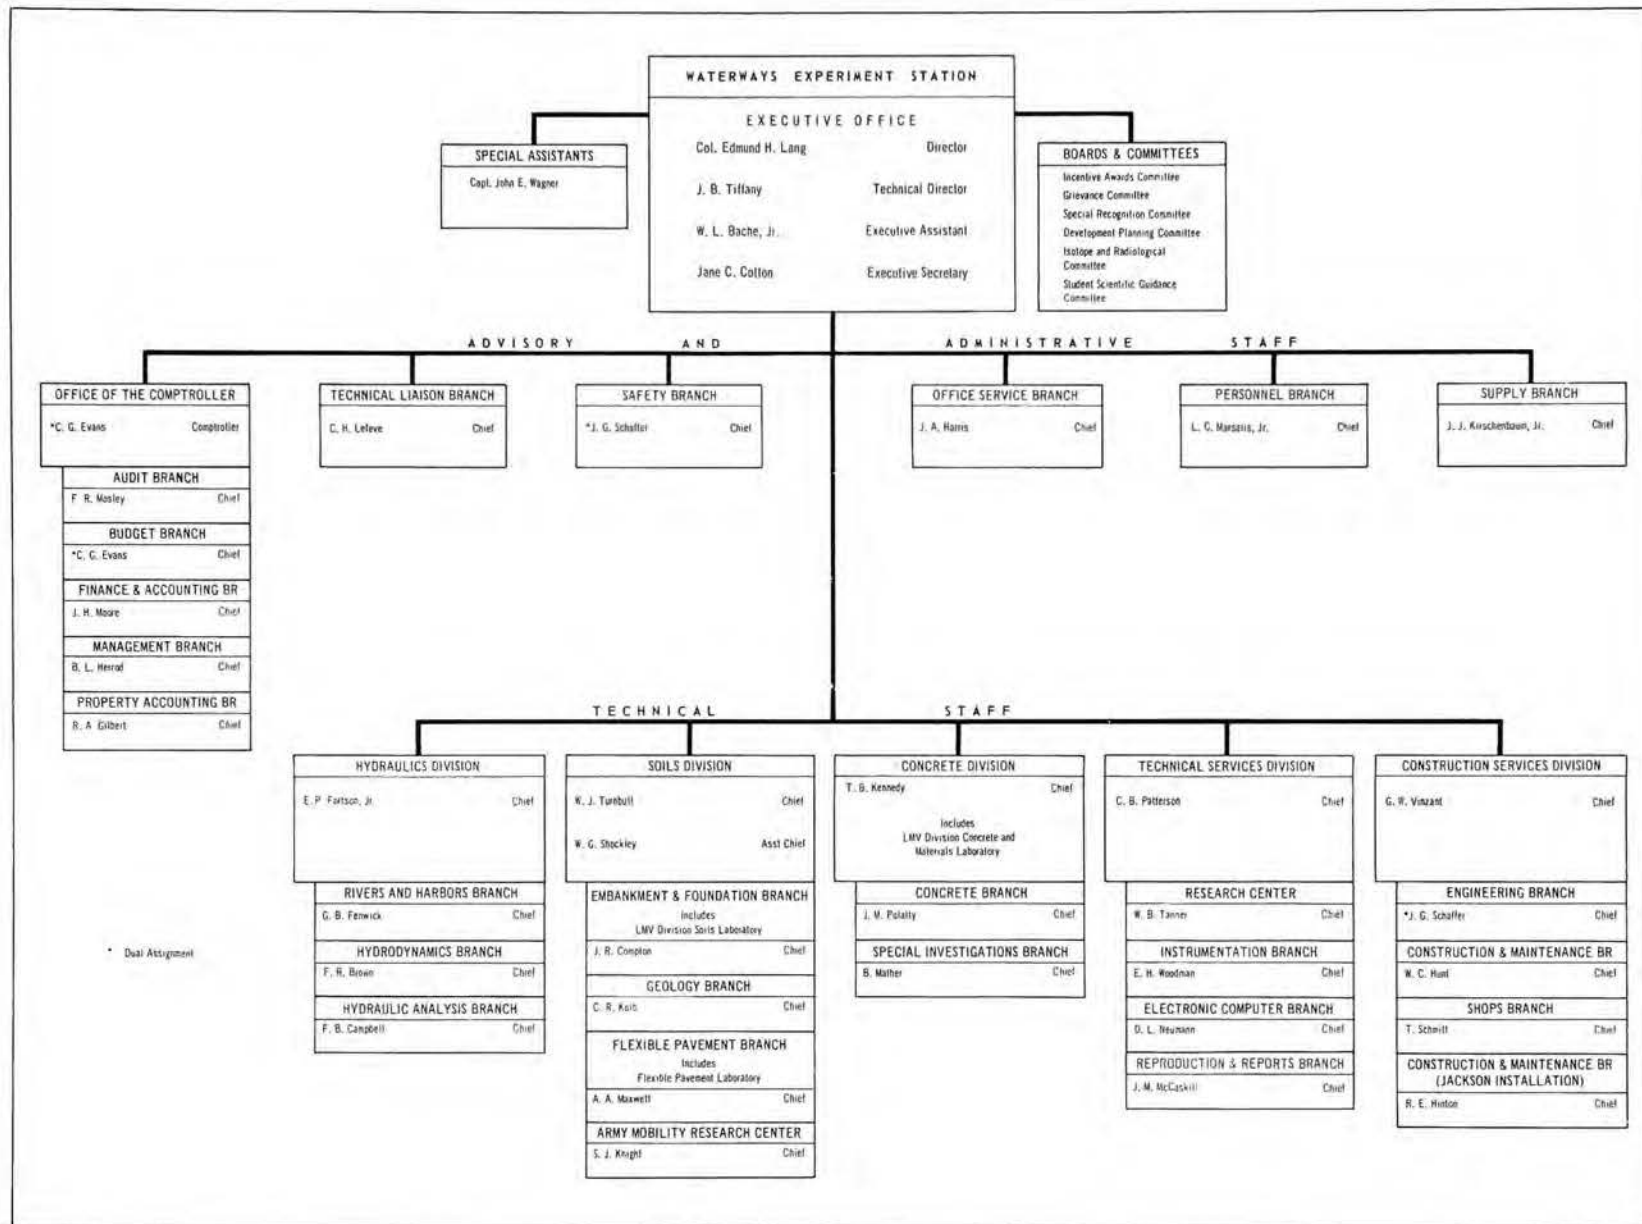 WATERWAYS EXPERIMENT STATION
EXECUTIVE OFFICE
Col. Edmund H. Lang Director
J. B. Tiffany Technical Director
W. L. Bache, Jr. Executive Assistant
Jane C. Cotton Executive Secretary
SPECIAL ASSISTANTS
Capt. John E. Wagner
BOARDS & COMMITTEES
Incentive Awards Committee
Grievance Committee
Special Recognition Committee
Development Planning Committee
Isotope and Radiological
Committee
Student Scientific Guidance
Committee
ADVISORY AND ADMINISTRATIVE STAFF
OFFICE OF THE COMPTROLLER
*C. G. Evans Comptroller
AUDIT BRANCH
F. R. Mosley Chief
BUDGET BRANCH
*C. G. Evans Chief
FINANCE & ACCOUNTING BR
J. H. Moore Chief
MANAGEMENT BRANCH
B. L. Herrod Chief
PROPERTY ACCOUNTING BR
R. A. Gilbert Chief
TECHNICAL LIAISON BRANCH
C. H. Lefeve Chief
SAFETY BRANCH
*J. G. Schaffer Chief
OFFICE SERVICE BRANCH
J. A. Harris Chief
PERSONNEL BRANCH
L. G. Jr. Chief
SUPPLY BRANCH
J. J. Kirschenbaum, Jr. Chief
TECHNICAL STAFF
HYDRAULICS DIVISION
E. P. Fortson, Jr. Chief
RIVERS AND HARBORS BRANCH
G. B. Fenwick Chief
HYDRODYNAMICS BRANCH
F. R. Brown Chief
HYDRAULIC ANALYSIS BRANCH
F. B. Campbell Chief
SOILS DIVISION
W. J. Turnbull Chief
W. G. Shockley Asst Chief
EMBANKMENT & FOUNDATION BRANCH
Includes
LMV Division Soils Laboratory
J. R. Compton Chief
GEOLOGY BRANCH
C. R. Kolb Chief
FLEXIBLE PAVEMENT BRANCH
Includes
Flexible Pavement Laboratory
A. A. Maxwell Chief
ARMY MOBILITY RESEARCH CENTER
S. J. Knight Chief
CONCRETE DIVISION
T. B. Kennedy Chief
Includes
LMV Division Concrete and
Materials Laboratory
CONCRETE BRANCH
J. M. Polatty Chief
SPECIAL INVESTIGATIONS BRANCH
B. Mather Chief
TECHNICAL SERVICES DIVISION
C. B. Patterson Chief
RESEARCH CENTER
W. B. Tanner Chief
INSTRUMENTATION BRANCH
E. H. Woodman Chief
ELECTRONIC COMPUTER BRANCH
D. L. Neumann Chief
REPRODUCTION & REPORTS BRANCH
J. M. McCaskill Chief
CONSTRUCTION SERVICES DIVISION
G. W. Vinzant Chief
ENGINEERING BRANCH
*J. G. Schaffer Chief
CONSTRUCTION & MAINTENANCE BR
W. C. Hunt Chief
SHOPS BRANCH
T. Schmitt Chief
CONSTRUCTION & MAINTENANCE BR
(JACKSON INSTALLATION)
R. E. Hinton Chief
* Dual Assignment